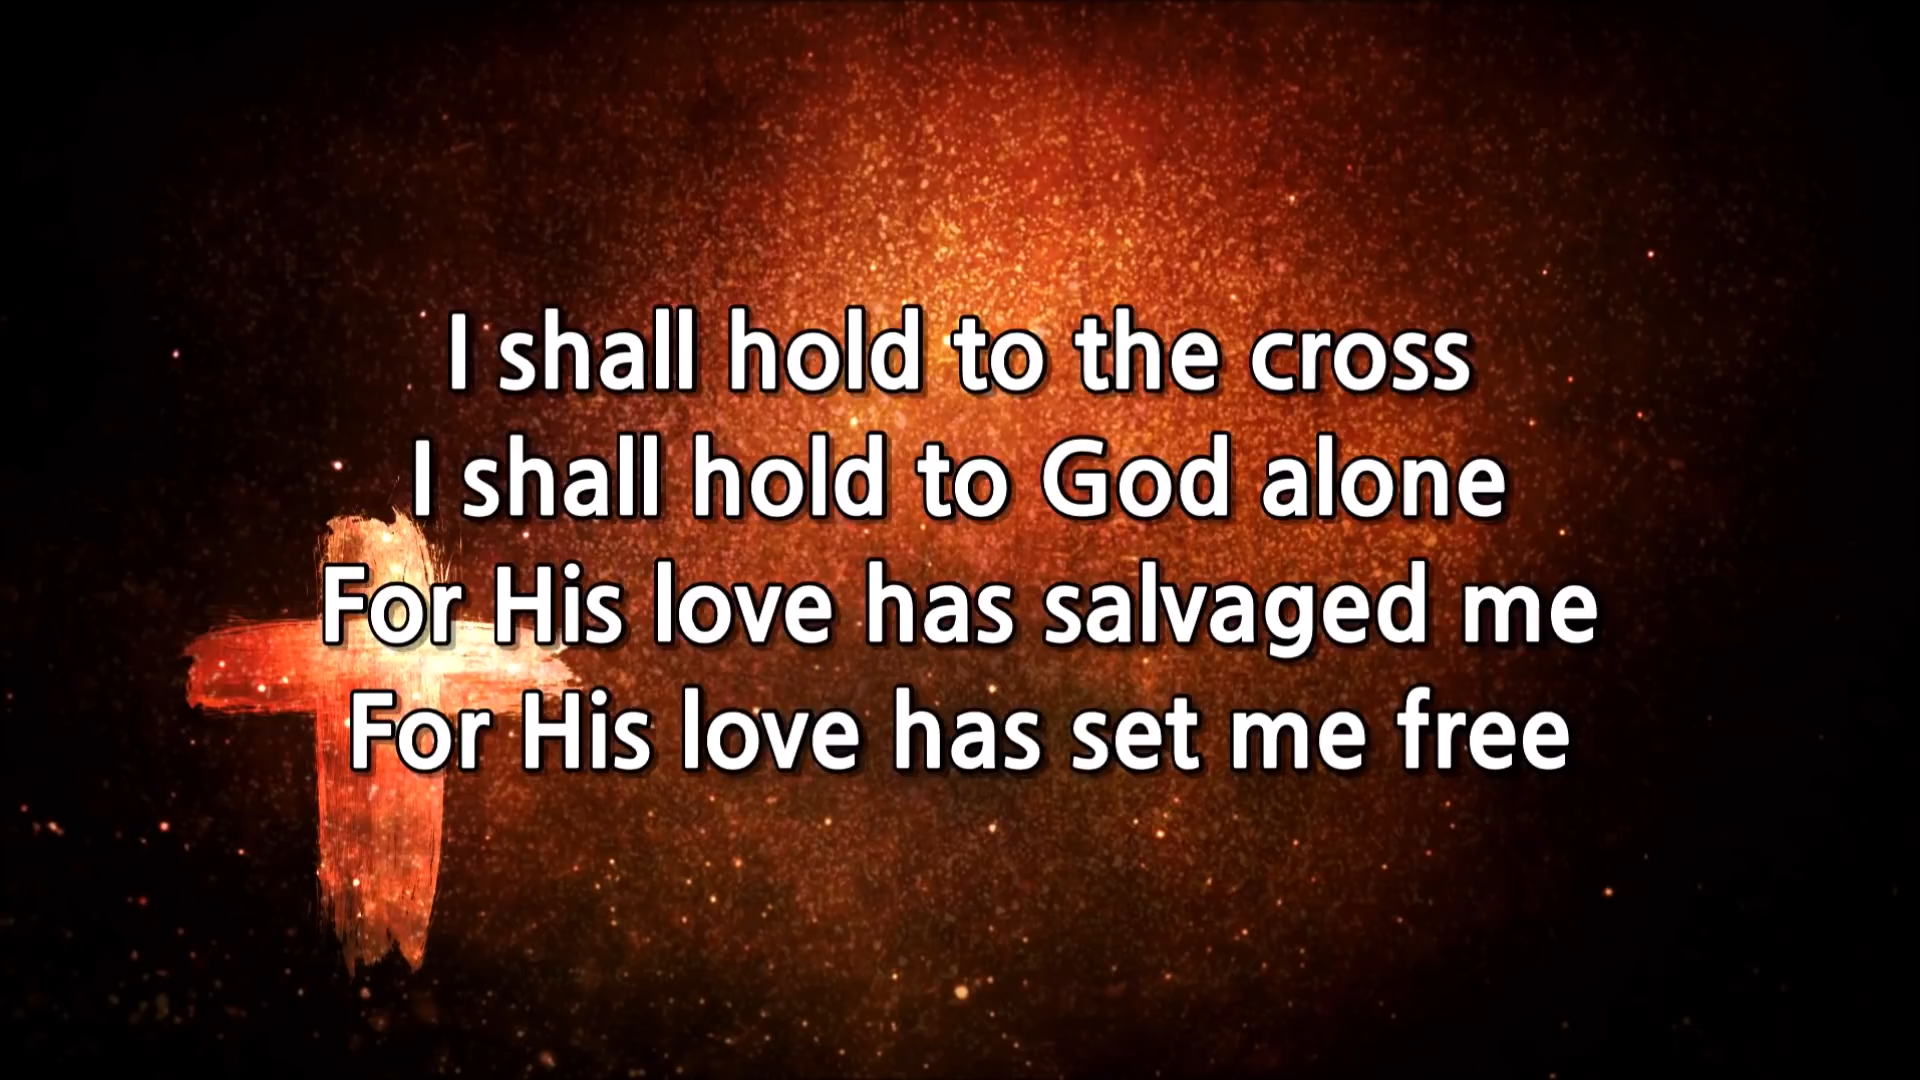 I shall hold to the cross
I shall hold to God alone
For His love has salvaged me
For His love has set me free